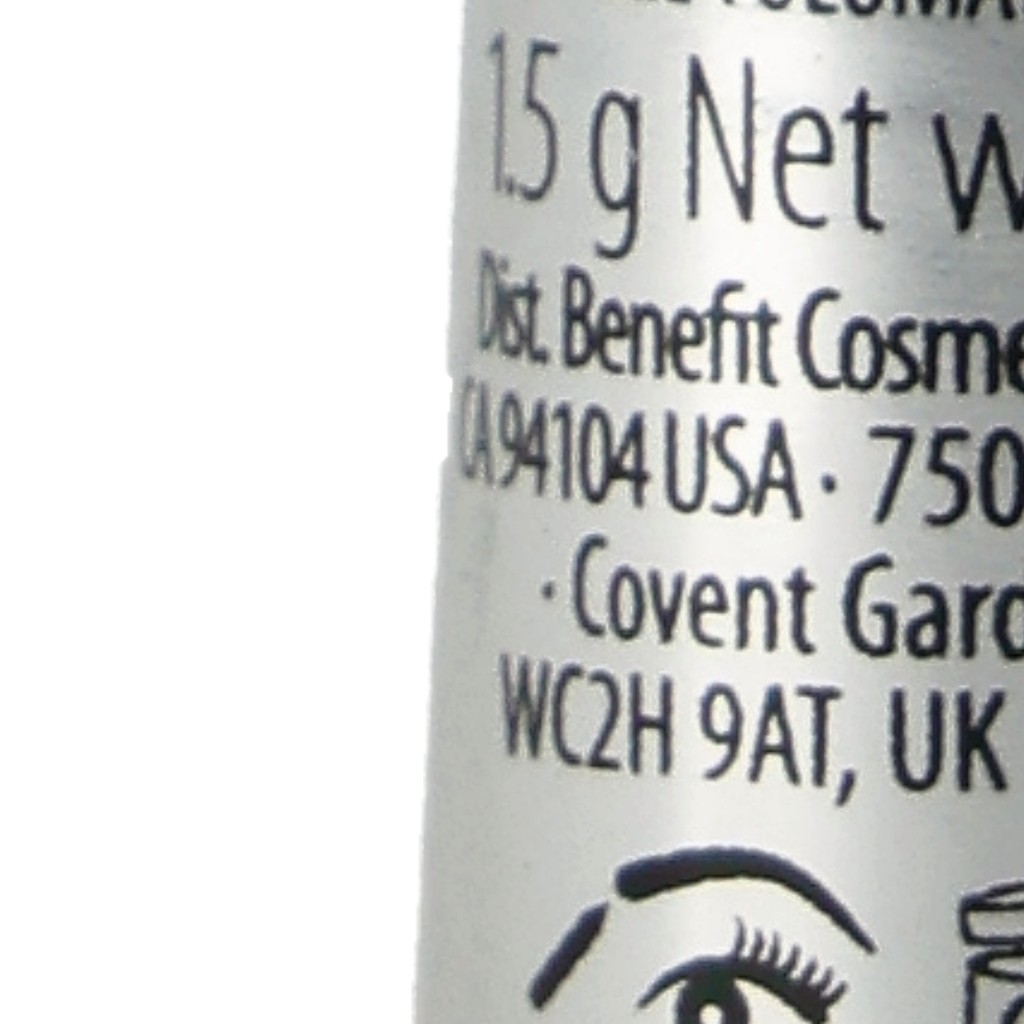 1.5 g Net w
Dist. Benefit Cosme
CA 94104 USA · 750
· Covent Gard
WC2H 9AT, UK